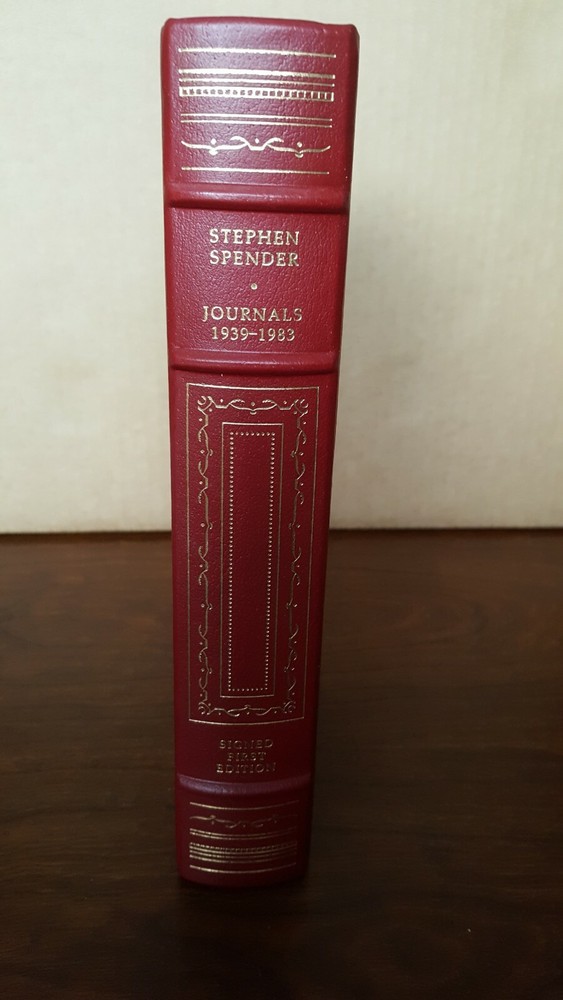 STEPHEN
SPENDER
JOURNALS
1939–1983
SIGNED
FIRST
EDITION